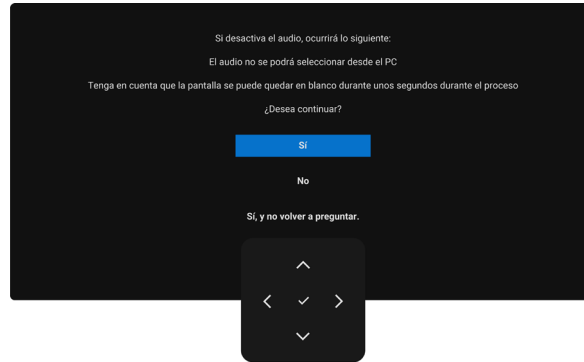 Si desactiva el audio, ocurrirá lo siguiente:
El audio no se podrá seleccionar desde el PC
Tenga en cuenta que la pantalla se puede quedar en blanco durante unos segundos durante el proceso
¿Desea continuar?
Sí
No
Sí, y no volver a preguntar.